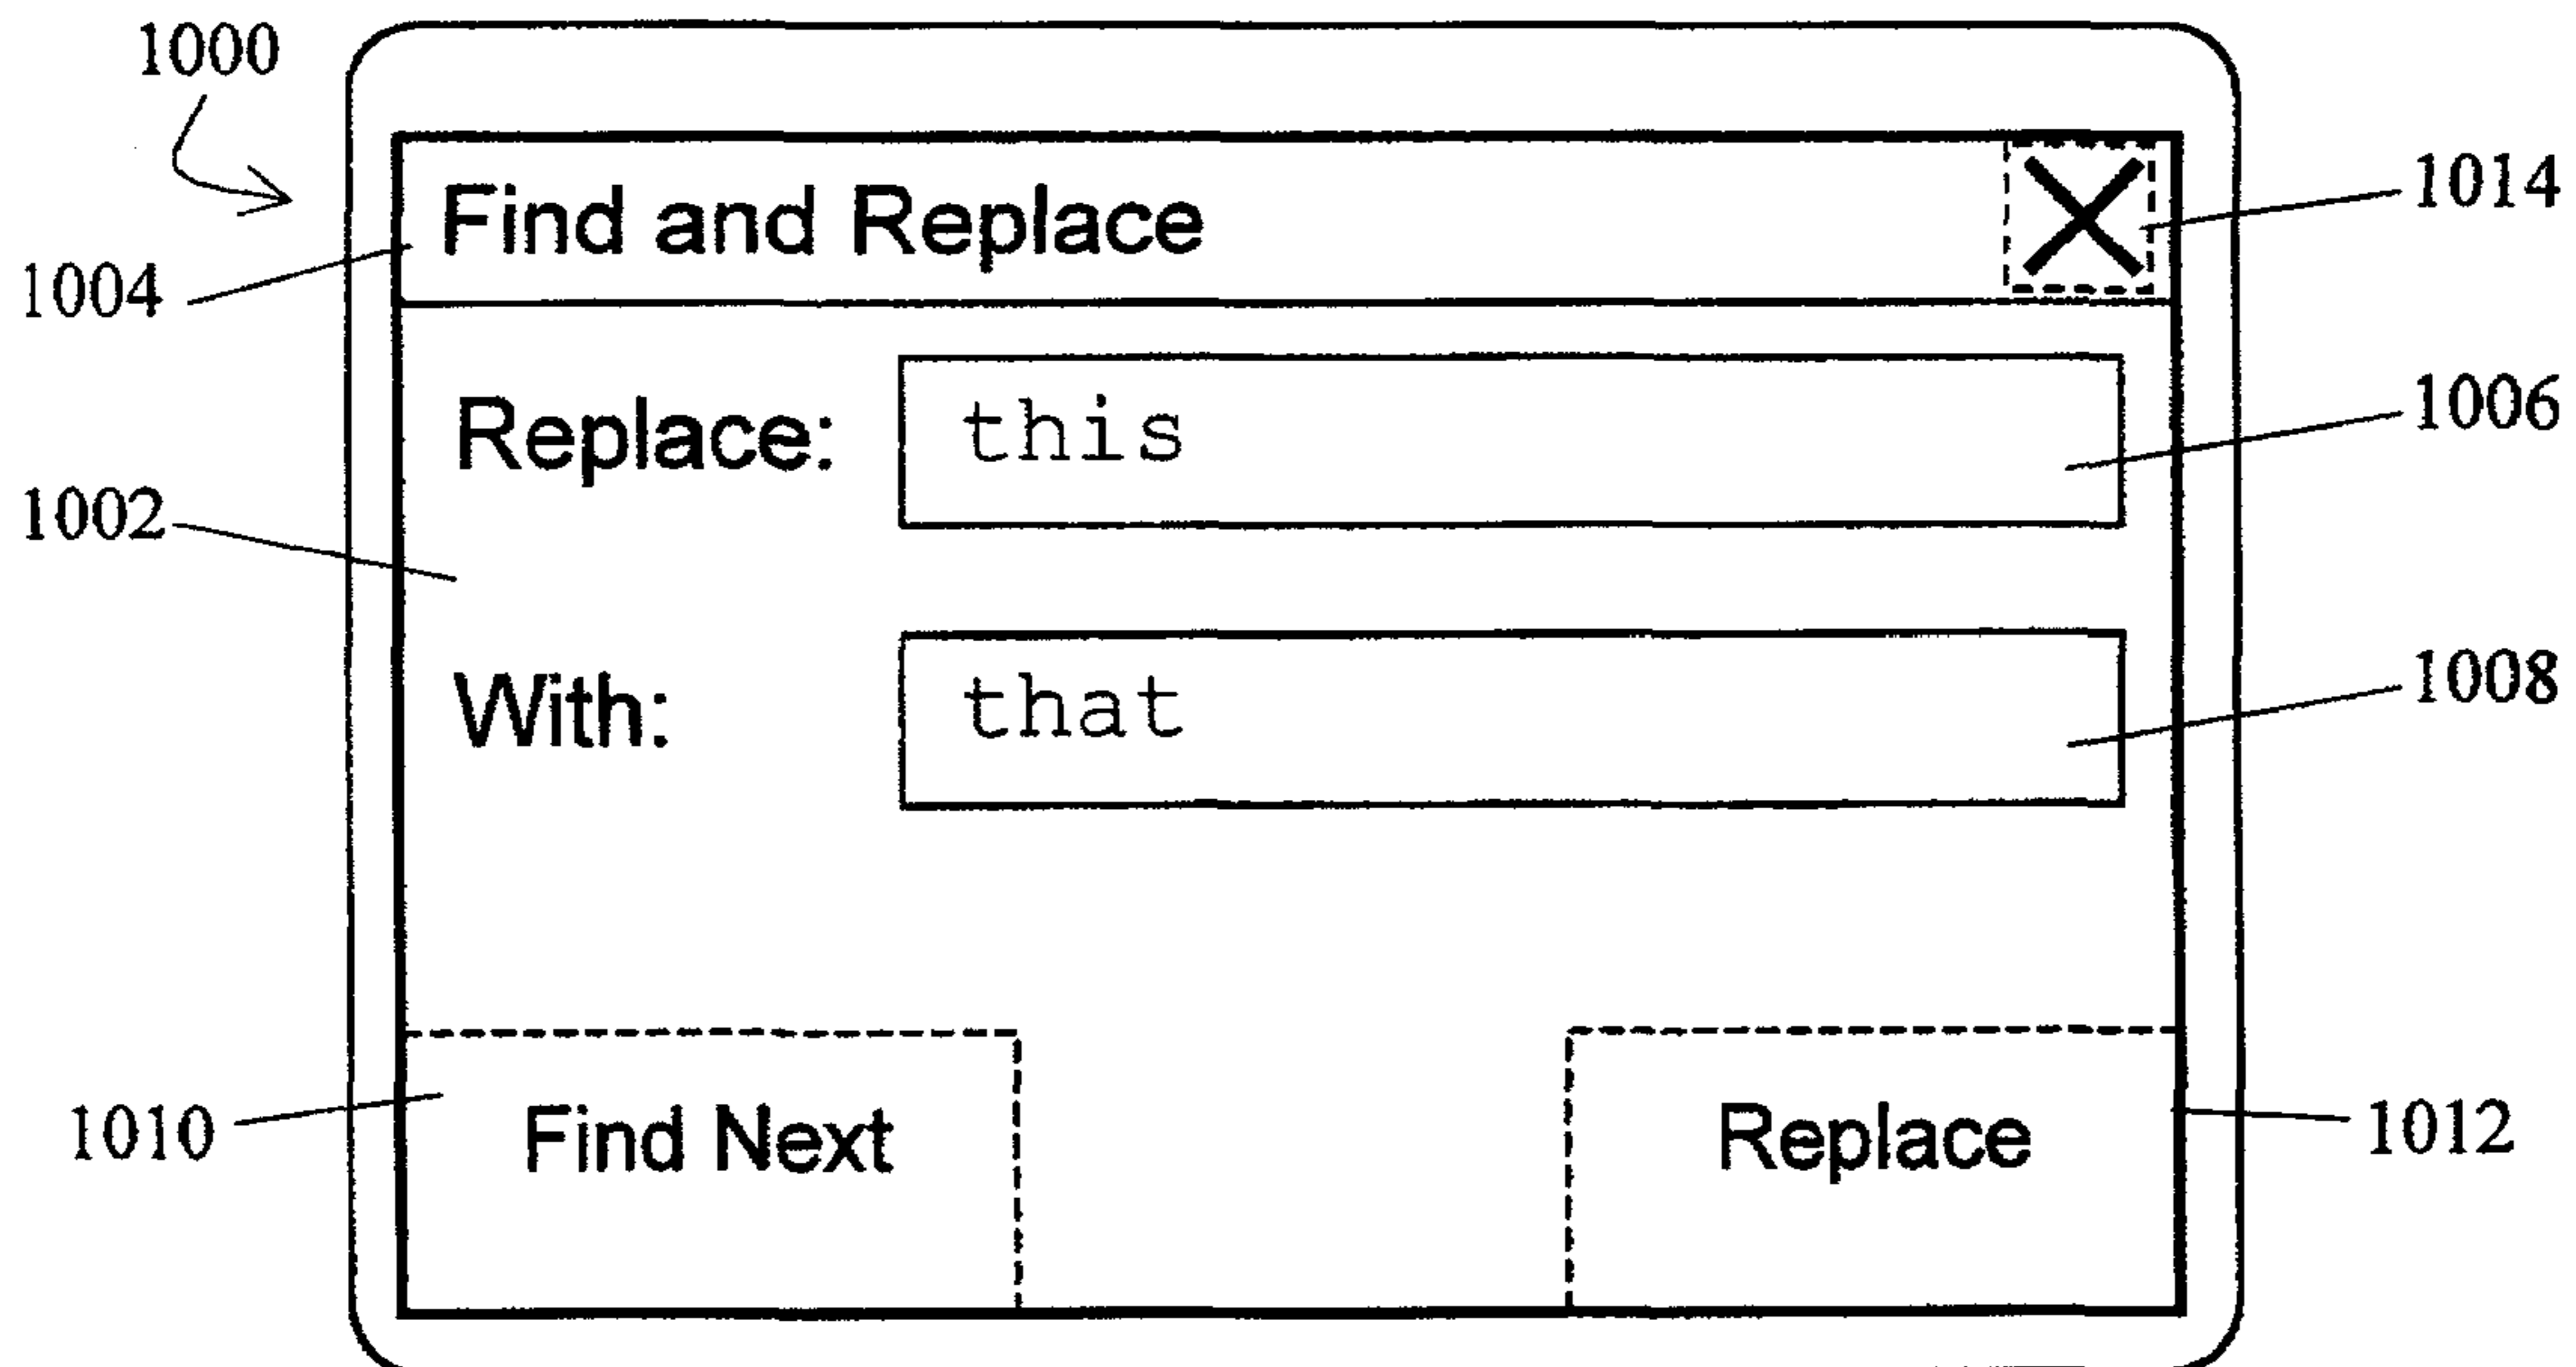 1000
Find and Replace
1014
1004
Replace: this
1006
1002
With: that
1008
1010
Find Next
Replace
1012